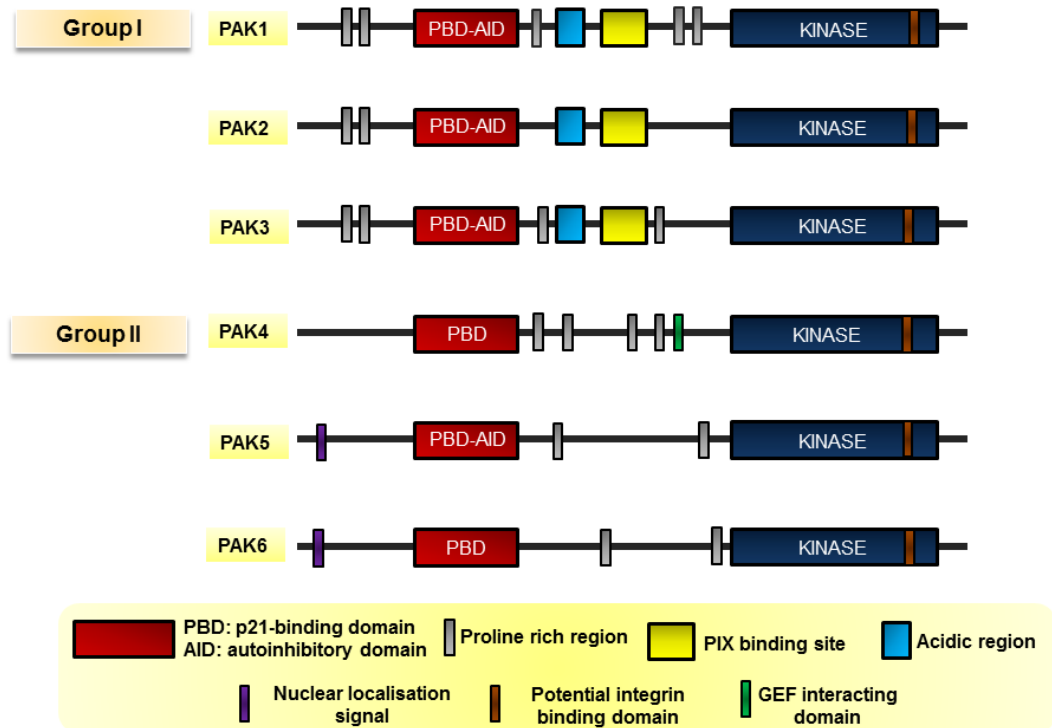 Group I
PAK1
PBD-AID
KINASE
PAK2
PBD-AID
KINASE
PAK3
PBD-AID
KINASE
Group II
PAK4
PBD
KINASE
PAK5
PBD-AID
KINASE
PAK6
PBD
KINASE
PBD: p21-binding domain
AID: autoinhibitory domain
Proline rich region
PIX binding site
Acidic region
Nuclear localisation
signal
Potential integrin
binding domain
GEF interacting
domain